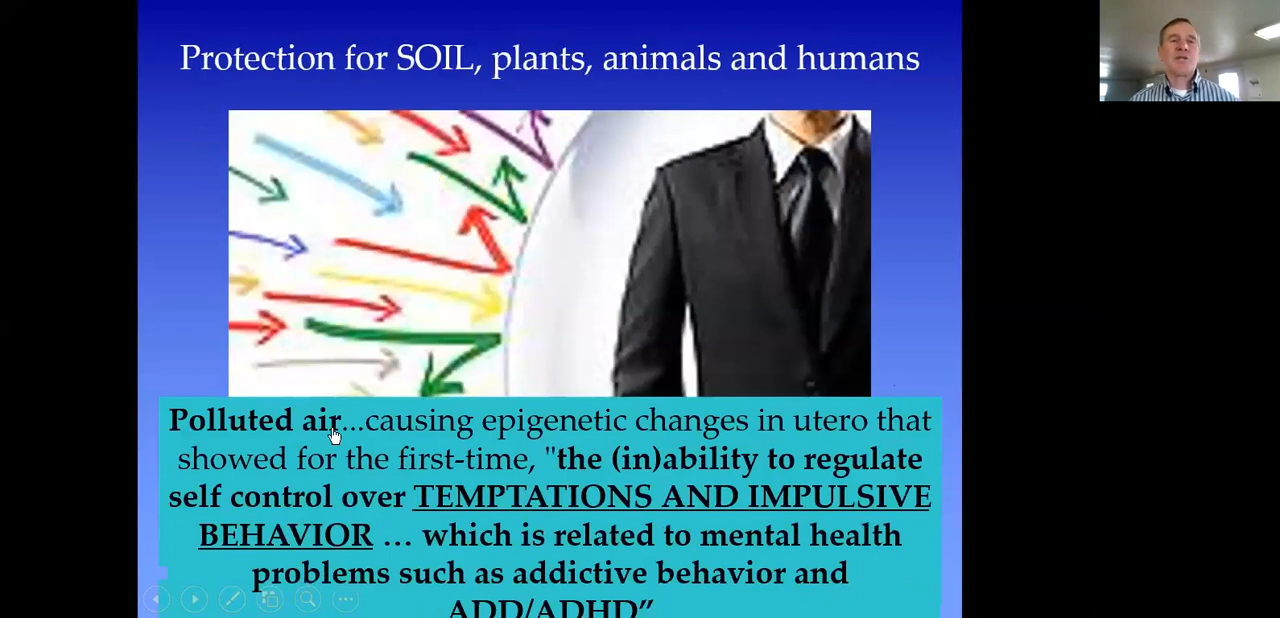 Protection for SOIL, plants, animals and humans
Polluted air...causing epigenetic changes in utero that
showed for the first-time, "the (in)ability to regulate
self control over TEMPTATIONS AND IMPULSIVE
BEHAVIOR ... which is related to mental health
problems such as addictive behavior and
ADD/ADHD”